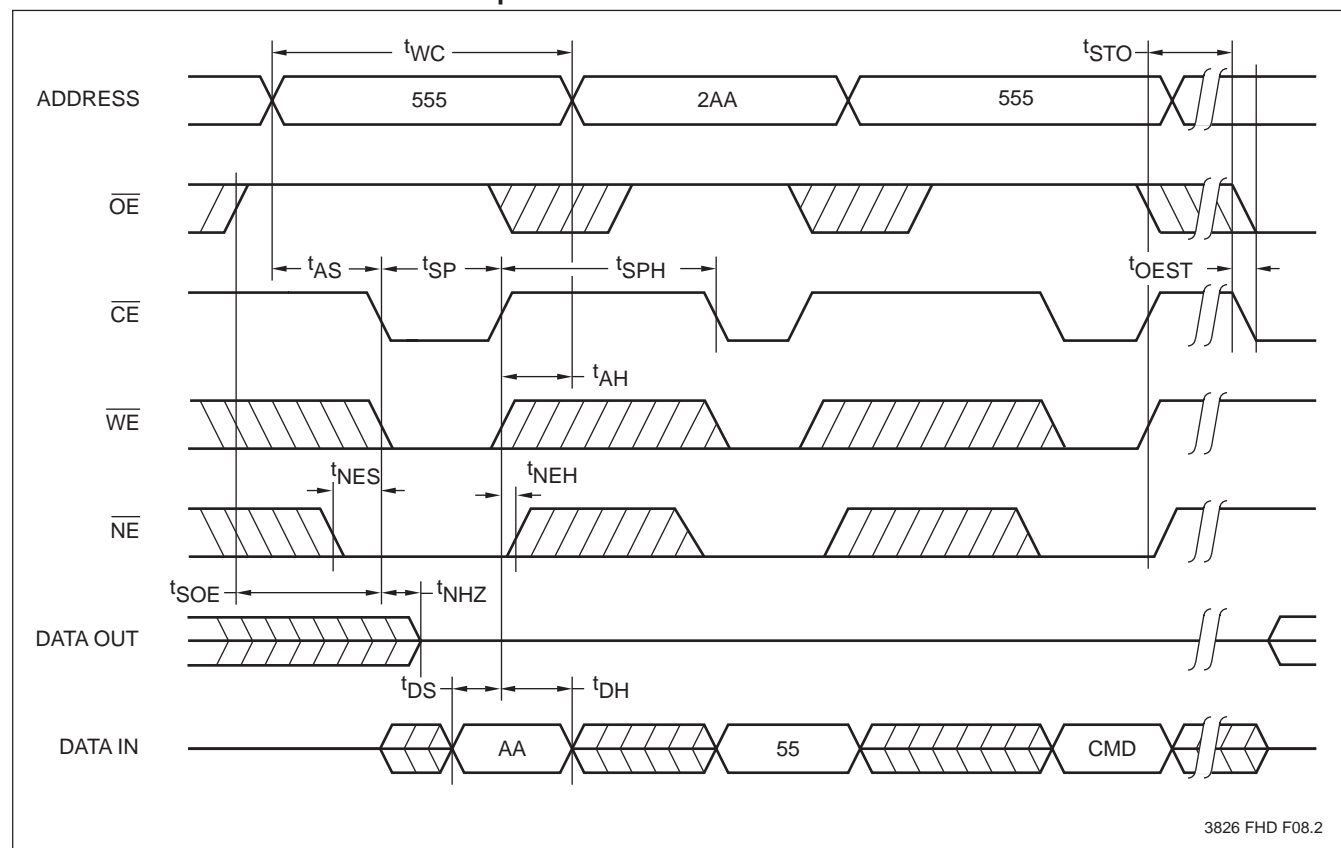 tWC
tSTO
ADDRESS
555
2AA
555
OE
tAS
tSP
tSPH
tOEST
CE
tAH
WE
tNES
tNEH
NE
tSOE
tNHZ
DATA OUT
tDS
tDH
DATA IN
AA
55
CMD
3826 FHD F08.2